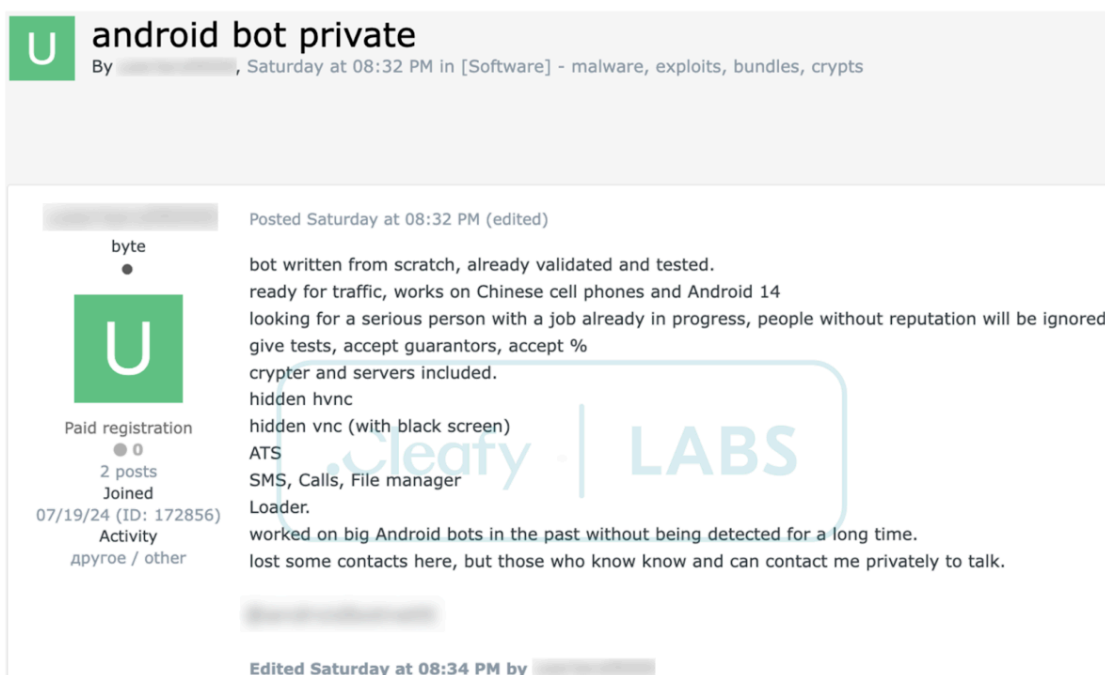 U
android bot private
By , Saturday at 08:32 PM in [Software] - malware, exploits, bundles, crypts
byte
U
Paid registration
0
2 posts
Joined
07/19/24 (ID: 172856)
Activity
другое / other
Posted Saturday at 08:32 PM (edited)
bot written from scratch, already validated and tested.
ready for traffic, works on Chinese cell phones and Android 14
looking for a serious person with a job already in progress, people without reputation will be ignored
give tests, accept guarantors, accept %
crypter and servers included.
hidden hvnc
hidden vnc (with black screen)
ATS
SMS, Calls, File manager
Loader.
worked on big Android bots in the past without being detected for a long time.
lost some contacts here, but those who know know and can contact me privately to talk.
Edited Saturday at 08:34 PM by
.Cleafy | LABS